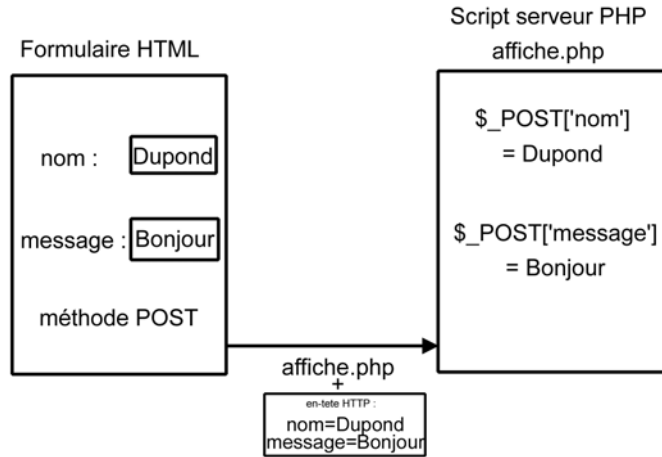 Formulaire HTML
nom :
Dupond
message :
Bonjour
méthode POST
affiche.php
+
en-tete HTTP :
nom=Dupond
message=Bonjour
Script serveur PHP
affiche.php
$_POST['nom']
= Dupond
$_POST['message']
= Bonjour